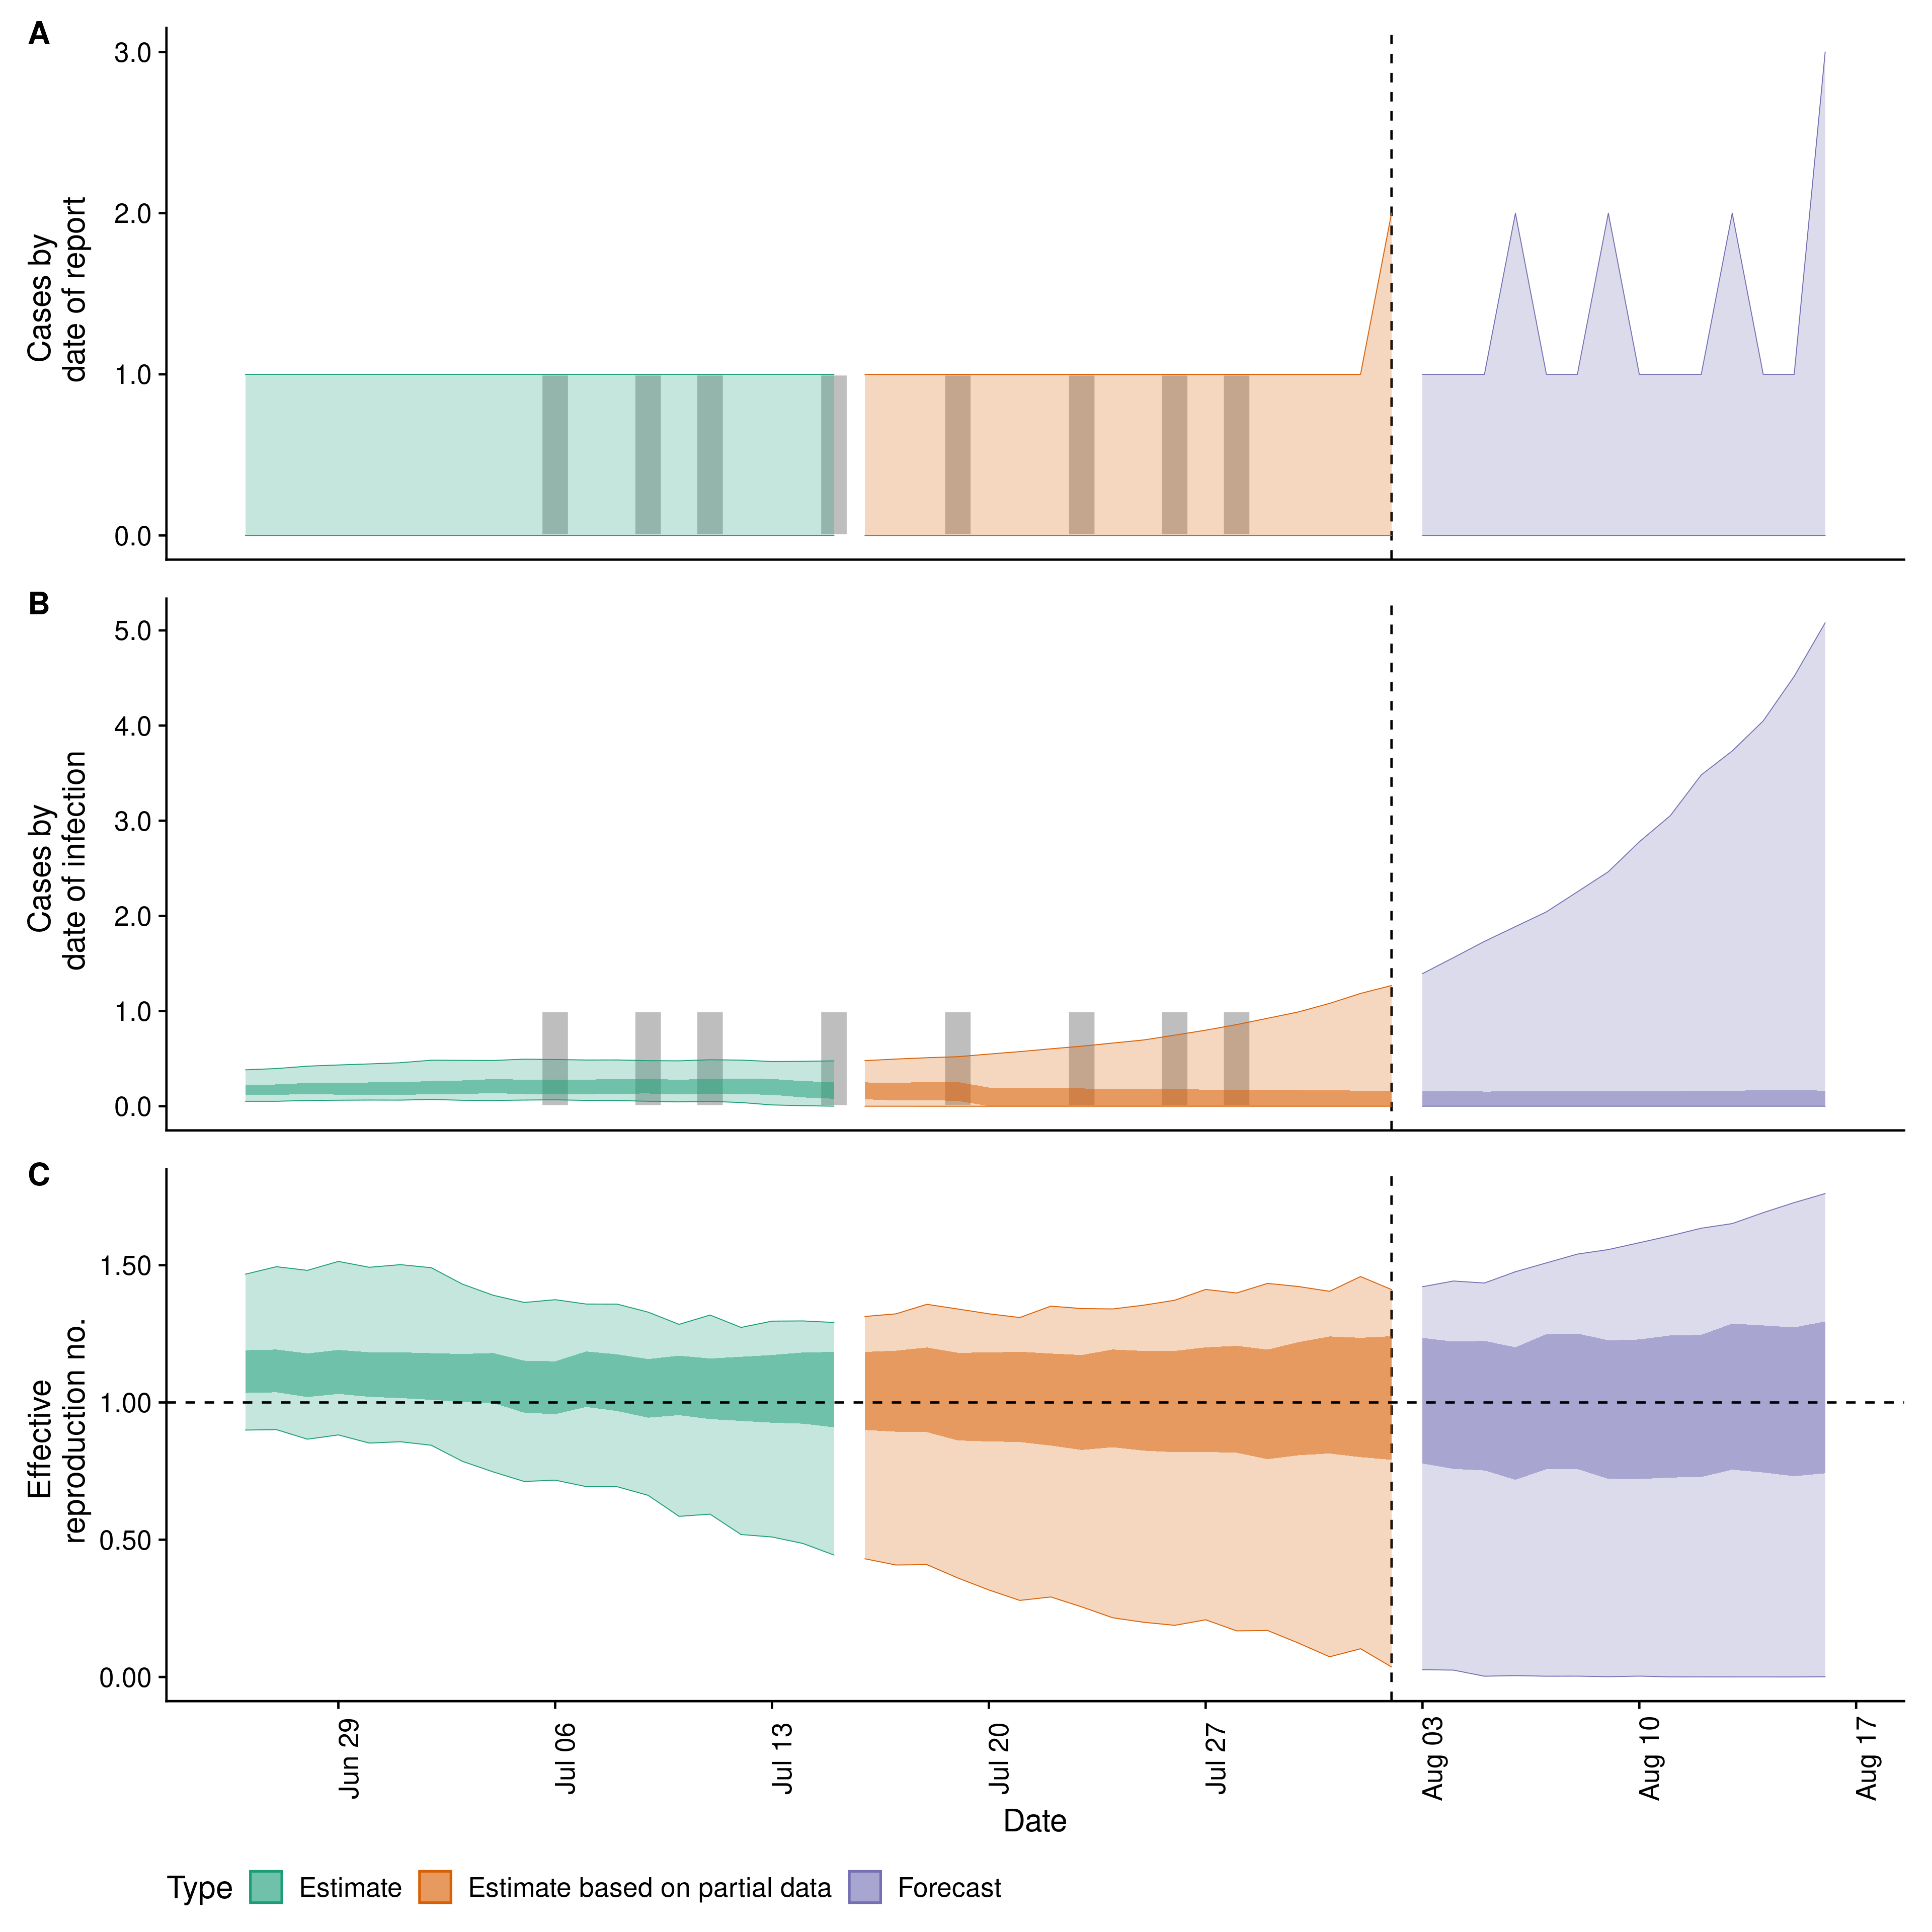 A
Cases by
date of report
3.0
2.0
1.0
0.0
B
Cases by
date of infection
5.0
4.0
3.0
2.0
1.0
0.0
C
Effective
reproduction no.
1.50
1.00
0.50
0.00
Jun 29
Jul 06
Jul 13
Jul 20
Jul 27
Aug 03
Aug 10
Aug 17
Date
Type
Estimate
Estimate based on partial data
Forecast